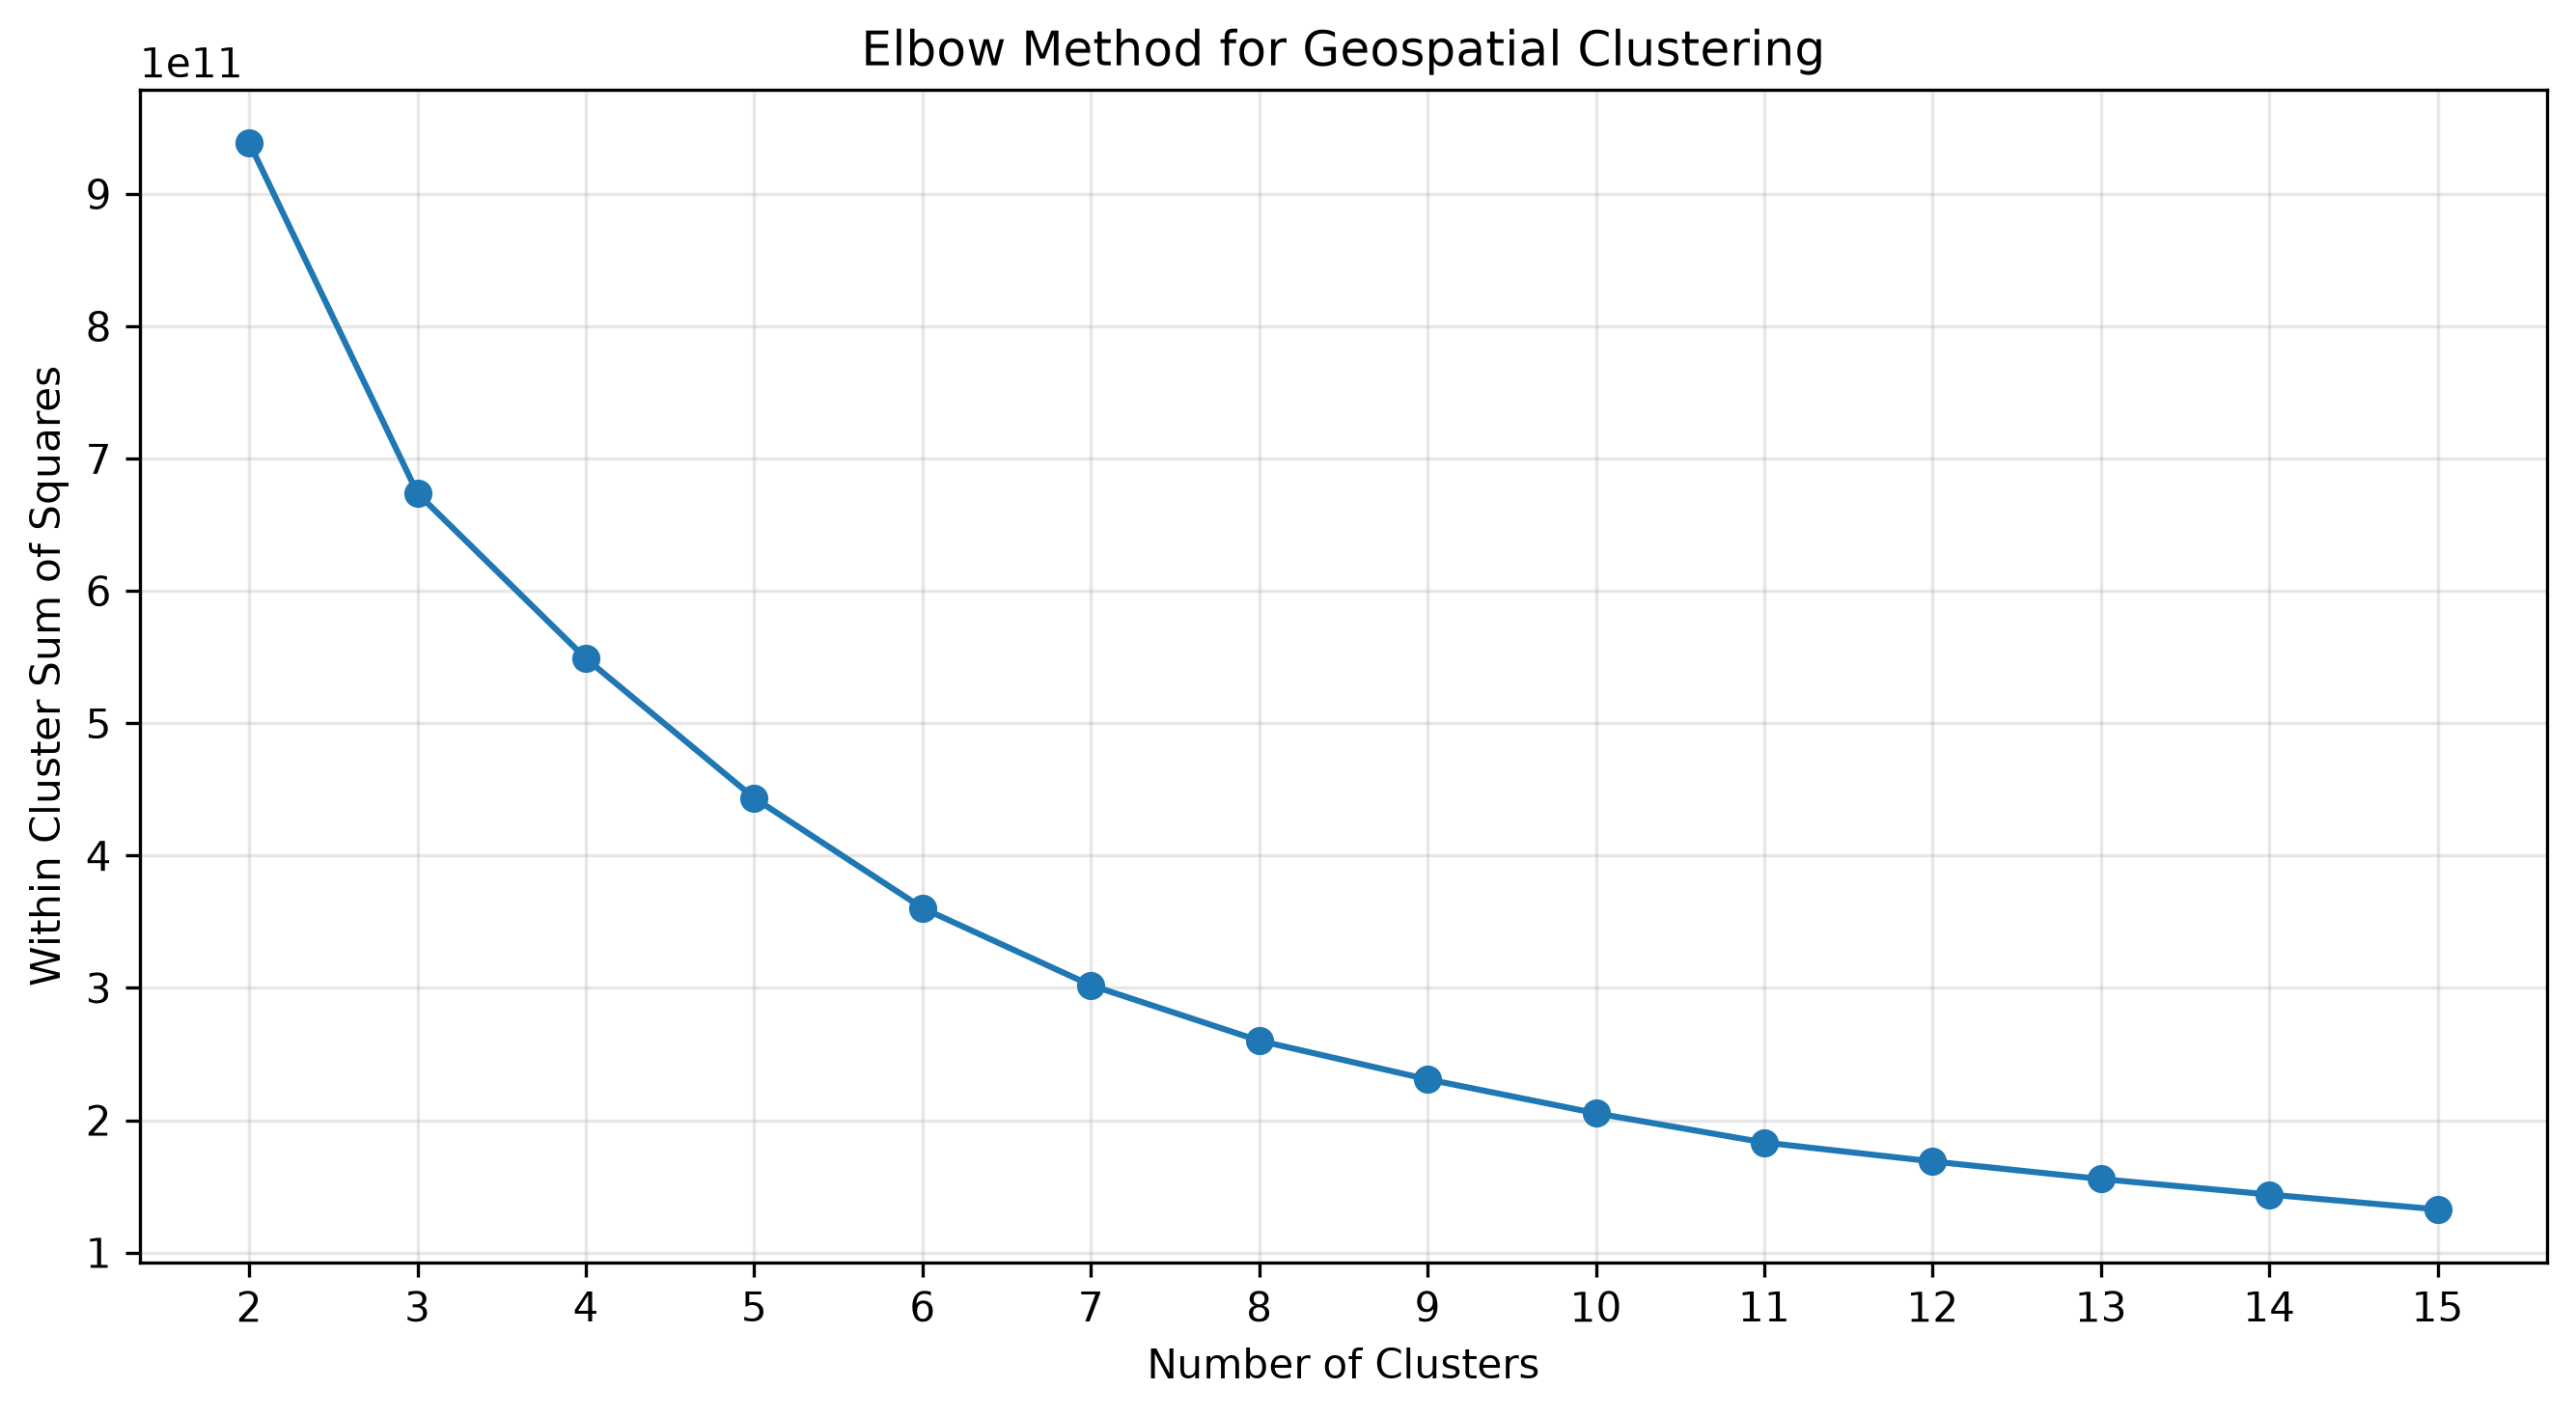 Elbow Method for Geospatial Clustering
1e11
9
8
7
6
5
4
3
2
1
Within Cluster Sum of Squares
2 3 4 5 6 7 8 9 10 11 12 13 14 15
Number of Clusters